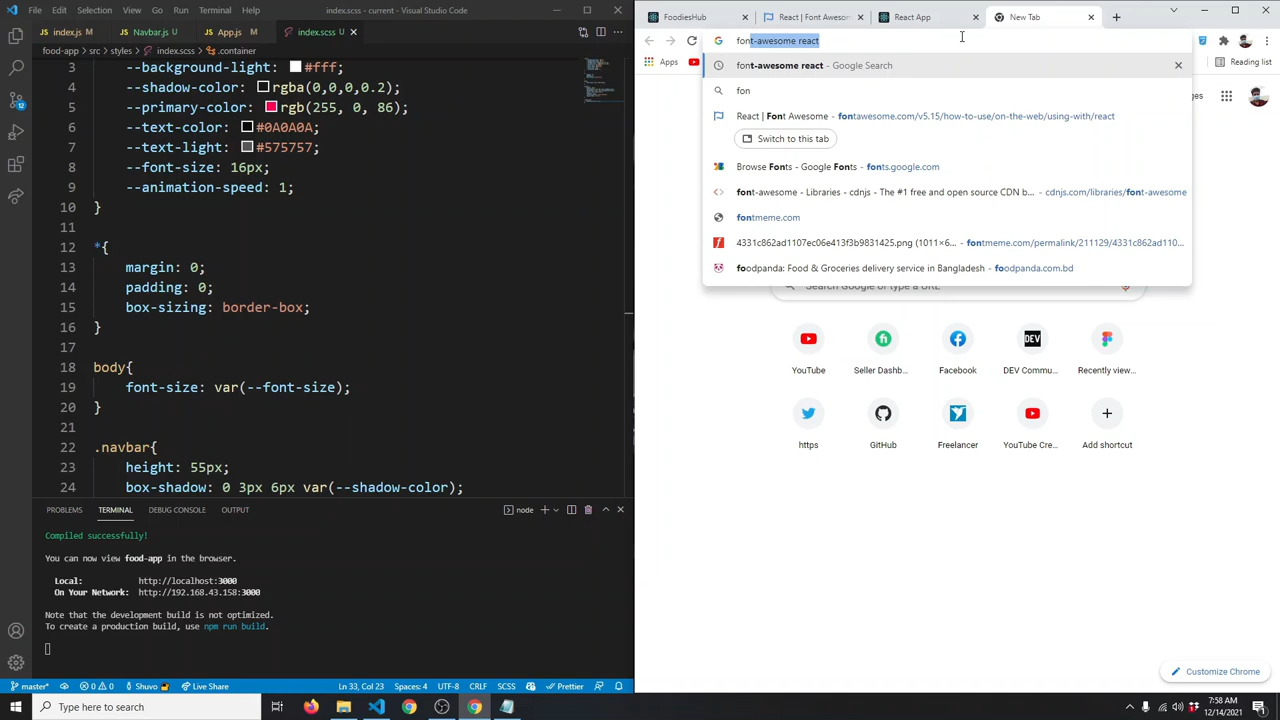 File Edit Selection View Go Run Terminal Help index.scss - current - Visual Studio Code
index.js M Navbar.js U App.js M index.scss U
food-app > src > styles > index.scss > .container
3 --background-light: #fff;
4 --shadow-color: rgba(0,0,0,0.2);
5 --primary-color: rgb(255, 0, 86);
6 --text-color: #0A0A0A;
7 --text-light: #575757;
8 --font-size: 16px;
9 --animation-speed: 1;
10 }
11
12 *{
13 margin: 0;
14 padding: 0;
15 box-sizing: border-box;
16 }
17
18 body{
19 font-size: var(--font-size);
20 }
21
22 .navbar{
23 height: 55px;
24 box-shadow: 0 3px 6px var(--shadow-color);
PROBLEMS TERMINAL DEBUG CONSOLE OUTPUT node
Compiled successfully!
You can now view food-app in the browser.
Local: http://localhost:3000
On Your Network: http://192.168.43.158:3000
Note that the development build is not optimized.
To create a production build, use npm run build.
master* 0 0 Shuvo Live Share Ln 33, Col 23 Spaces: 4 UTF-8 CRLF SCSS Prettier
FoodiesHub React | Font Awesom React App New Tab
font-awesome react
Apps Reading list
font-awesome react - Google Search
fon
React | Font Awesome - fontawesome.com/v5.15/how-to-use/on-the-web/using-with/react
Switch to this tab
Browse Fonts - Google Fonts - fonts.google.com
font-awesome - Libraries - cdnjs - The #1 free and open source CDN b... - cdnjs.com/libraries/font-awesome
fontmeme.com
4331c862ad1107ec06e413f3b9831425.png (1011×6... - fontmeme.com/permalink/211129/4331c862ad110...
foodpanda: Food & Groceries delivery service in Bangladesh - foodpanda.com.bd
Search Google or type a URL
YouTube Seller Dashb... Facebook DEV Commu... Recently view...
https GitHub Freelancer YouTube Cre... Add shortcut
Customize Chrome
Type here to search
7:58 AM
12/14/2021